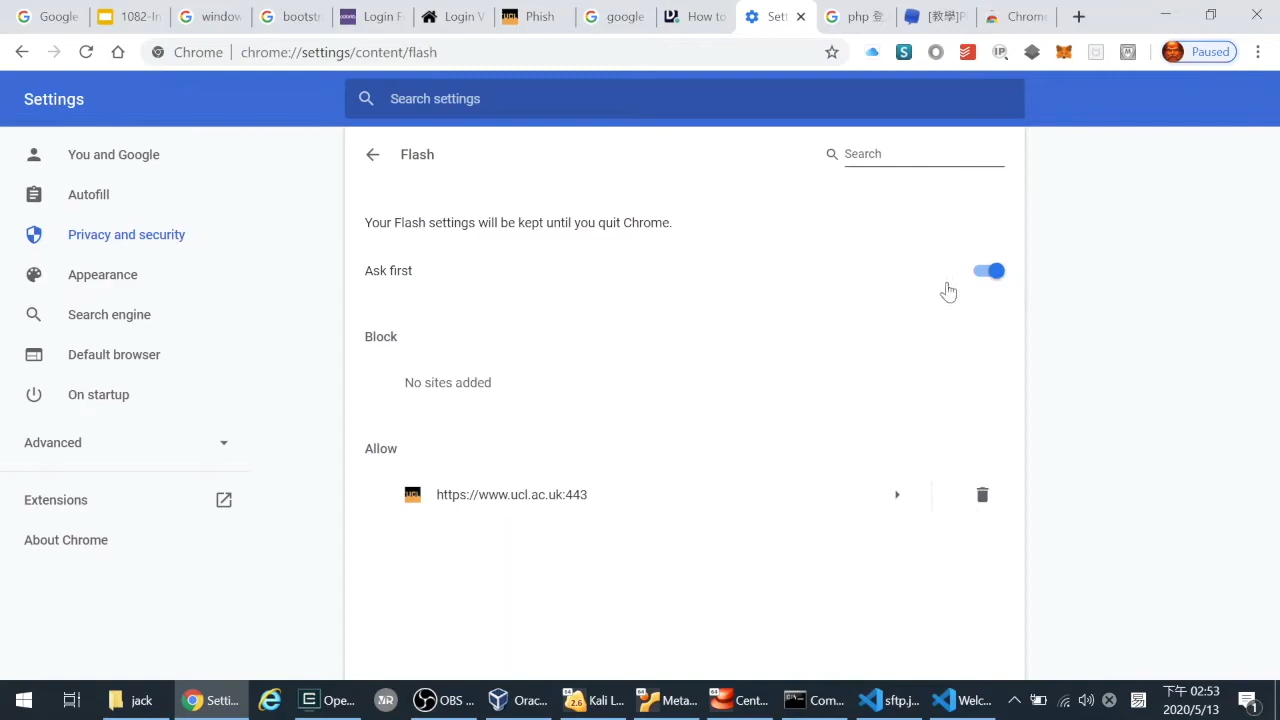 Goog
1082-In
window
bootstr
Login F
Login V
Phish
google
How to
Sett
php 登
[教學]P
Chrome
Chrome
chrome://settings/content/flash
Paused
Settings
Search settings
You and Google
Autofill
Privacy and security
Appearance
Search engine
Default browser
On startup
Advanced
Extensions
About Chrome
Flash
Search
Your Flash settings will be kept until you quit Chrome.
Ask first
Block
No sites added
Allow
https://www.ucl.ac.uk:443
jack
Setti...
Ope...
OBS ...
Orac...
Kali L...
Meta...
Cent...
Com...
sftp.j...
Welc...
下午 02:53
2020/5/13